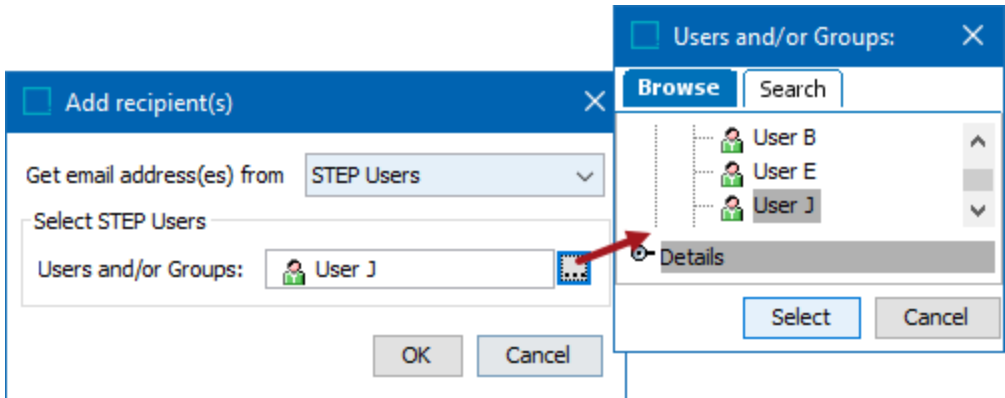 Add recipient(s)
Get email address(es) from STEP Users
Select STEP Users
Users and/or Groups: User J
...
OK Cancel
Users and/or Groups:
Browse Search
User B
User E
User J
Details
Select Cancel